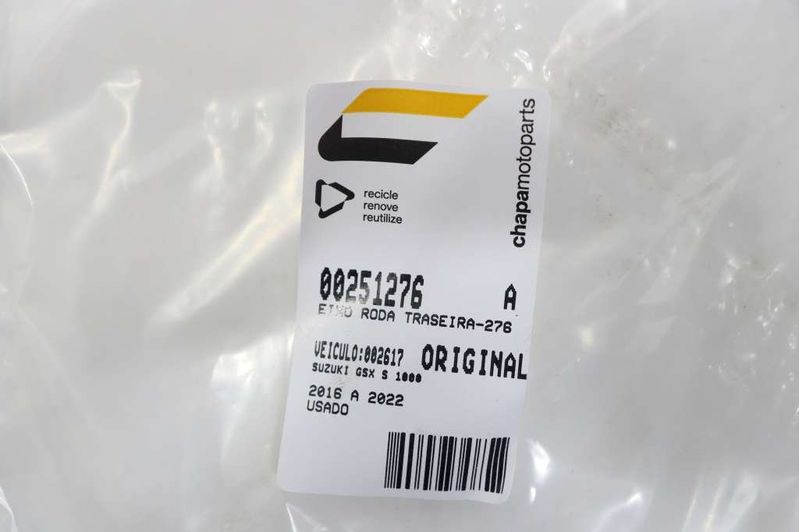 chapamotoparts
recicle
renove
reutilize
00251276 A
EIXO RODA TRASEIRA-276
VEICULO:002617 ORIGINAL
SUZUKI GSX S 1000
2016 A 2022
USADO